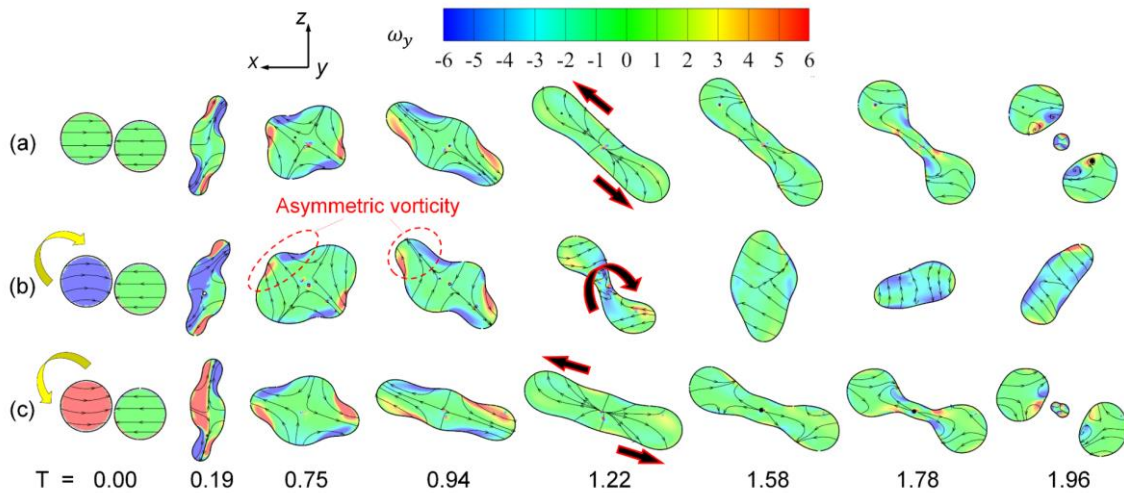 z
x
y
ω_y
-6 -5 -4 -3 -2 -1 0 1 2 3 4 5 6
(a)
Asymmetric vorticity
(b)
(c)
T = 0.00 0.19 0.75 0.94 1.22 1.58 1.78 1.96